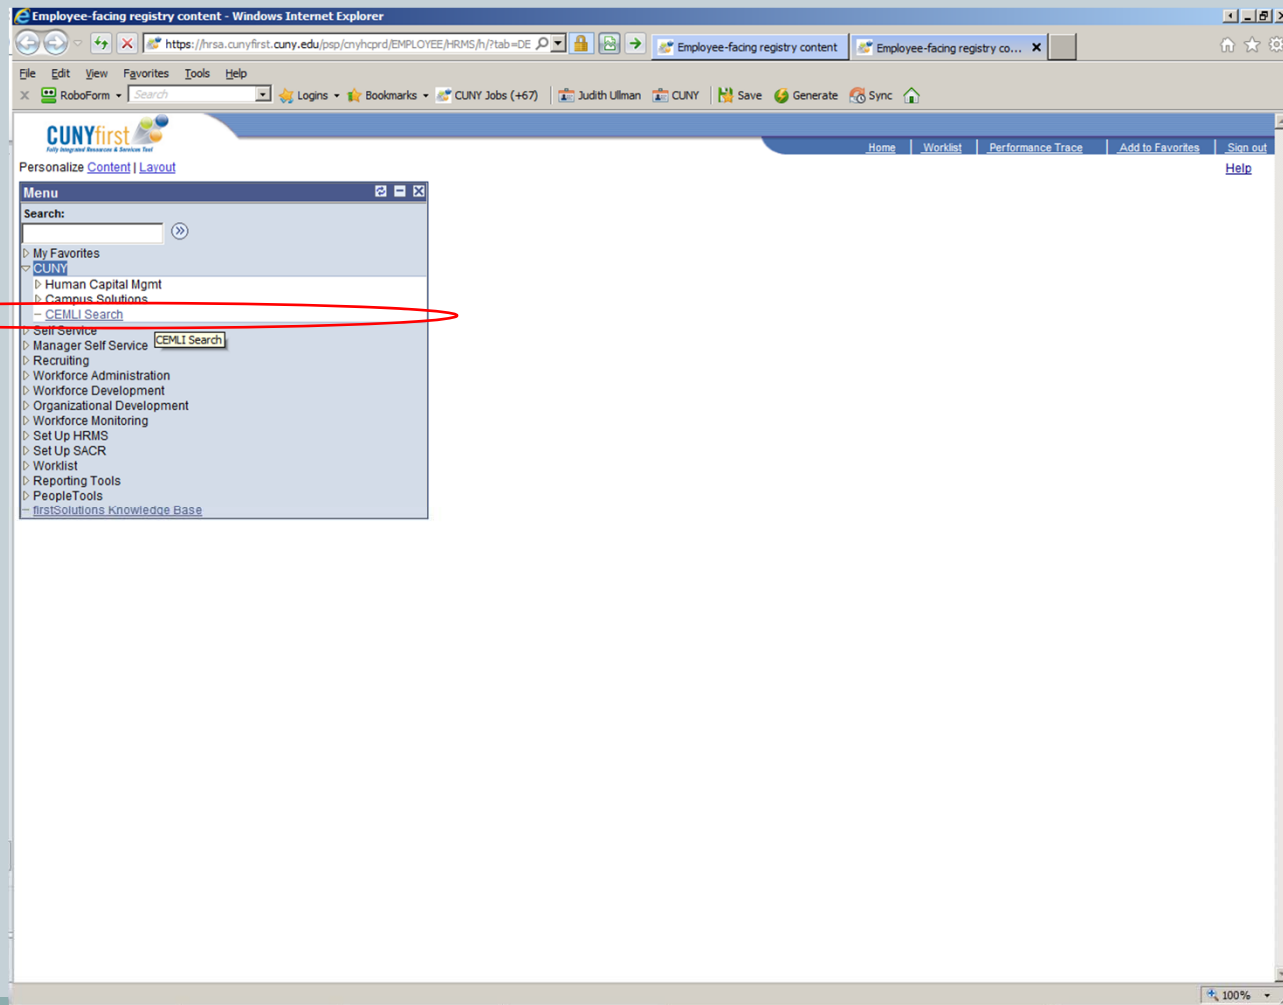 Employee-facing registry content - Windows Internet Explorer
https://hrsa.cunyfirst.cuny.edu/psp/cnyhcprd/EMPLOYEE/HRMS/h/?tab=DE
Employee-facing registry content
Employee-facing registry co...
File Edit View Favorites Tools Help
RoboForm Search Logins Bookmarks CUNY Jobs (+67) Judith Ullman CUNY Save Generate Sync
CUNYfirst
Fully Integrated Resources & Services Tool
Home Worklist Performance Trace Add to Favorites Sign out
Personalize Content | Layout
Help
Menu
Search:
My Favorites
CUNY
Human Capital Mgmt
Campus Solutions
CEMLI Search
Self Service
CEMLI Search
Manager Self Service
Recruiting
Workforce Administration
Workforce Development
Organizational Development
Workforce Monitoring
Set Up HRMS
Set Up SACR
Worklist
Reporting Tools
PeopleTools
firstSolutions Knowledge Base
100%